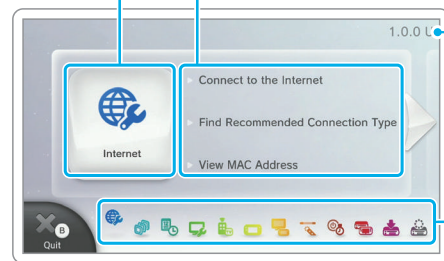 1.0.0 U
Connect to the Internet
Find Recommended Connection Type
View MAC Address
Internet
B
Quit